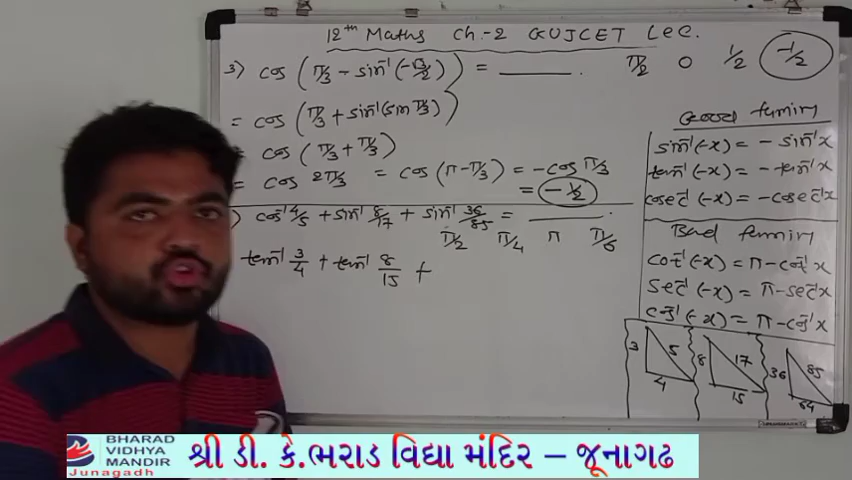 12th Maths Ch-2 GUJCET Lec.
3) cos (π/3 - sin⁻¹(-√3/2)) = ______. π/2 0 1/2 -1/2
= cos (π/3 + sin⁻¹(sin π/3))
= cos (π/3 + π/3)
= cos 2π/3 = cos (π - π/3) = -cos π/3
= -1/2
) cos⁻¹ 4/5 + sin⁻¹ 8/17 + sin⁻¹ 36/85 = ______.
π/2 π/4 π π/6
tan⁻¹ 3/4 + tan⁻¹ 8/15 +
Good family
sin⁻¹(-x) = -sin⁻¹x
tan⁻¹(-x) = -tan⁻¹x
cosec⁻¹(-x) = -cosec⁻¹x
Bad family
cot⁻¹(-x) = π-cot⁻¹x
sec⁻¹(-x) = π-sec⁻¹x
cos⁻¹(-x) = π-cos⁻¹x
3 5 4
8 17 15
36 85
BHARAD
VIDHYA
MANDIR
Junagadh
શ્રી ડી. કે.ભરાડ વિદ્યા મંદિર – જૂનાગઢ